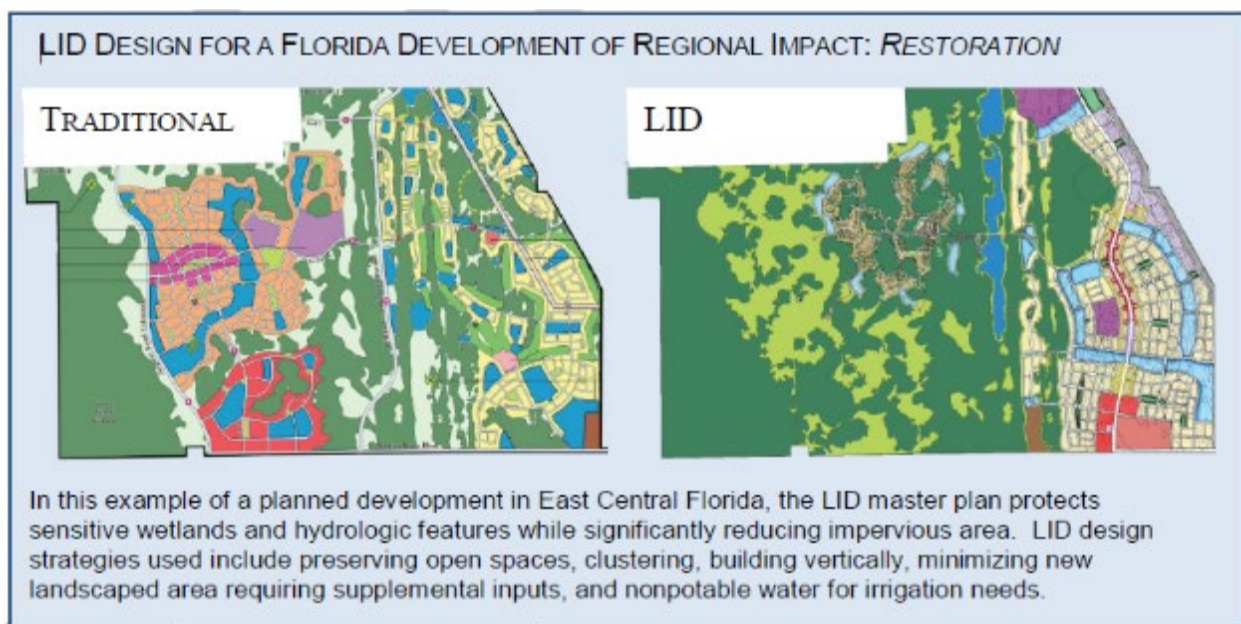 LID DESIGN FOR A FLORIDA DEVELOPMENT OF REGIONAL IMPACT: RESTORATION
TRADITIONAL
LID
In this example of a planned development in East Central Florida, the LID master plan protects
sensitive wetlands and hydrologic features while significantly reducing impervious area. LID design
strategies used include preserving open spaces, clustering, building vertically, minimizing new
landscaped area requiring supplemental inputs, and nonpotable water for irrigation needs.